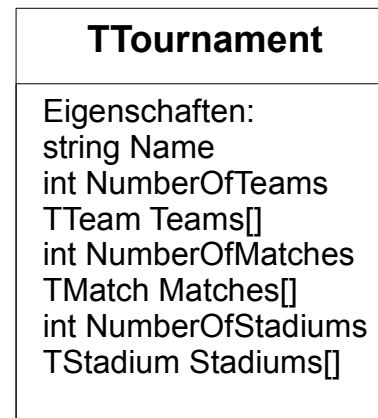 TTournament
Eigenschaften:
string Name
int NumberOfTeams
TTeam Teams[]
int NumberOfMatches
TMatch Matches[]
int NumberOfStadiums
TStadium Stadiums[]